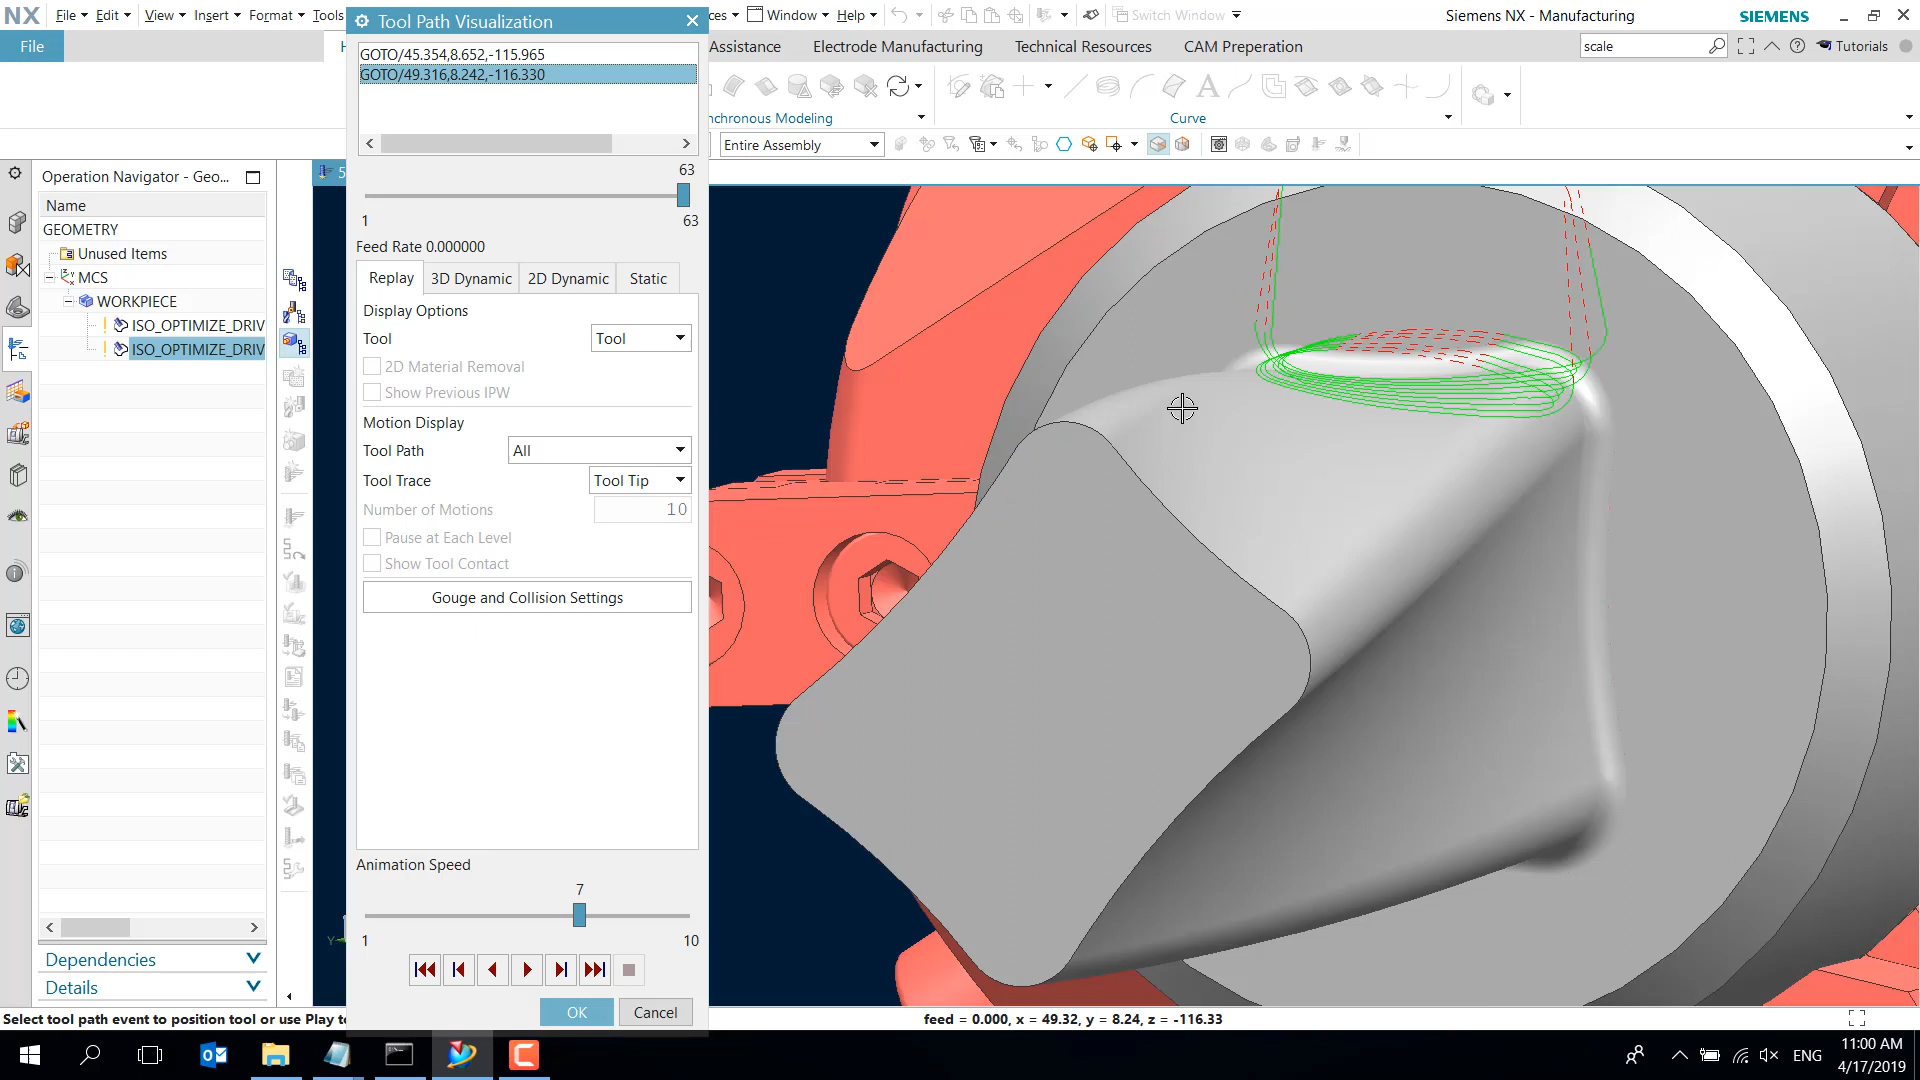 NX
File Edit View Insert Format Tools
Tool Path Visualization
Window Help
Switch Window
Siemens NX - Manufacturing
SIEMENS
File
Assistance
Electrode Manufacturing
Technical Resources
CAM Preperation
scale
Tutorials
GOTO/45.354,8.652,-115.965
GOTO/49.316,8.242,-116.330
63
1
63
Feed Rate 0.000000
Replay 3D Dynamic 2D Dynamic Static
Display Options
Tool Tool
2D Material Removal
Show Previous IPW
Motion Display
Tool Path All
Tool Trace Tool Tip
Number of Motions 10
Pause at Each Level
Show Tool Contact
Gouge and Collision Settings
Animation Speed
7
1 10
OK Cancel
nchronous Modeling
Curve
A
Entire Assembly
Operation Navigator - Geo...
Name
GEOMETRY
Unused Items
MCS
WORKPIECE
ISO_OPTIMIZE_DRIV
ISO_OPTIMIZE_DRIV
5
Y
Dependencies
Details
Select tool path event to position tool or use Play t
feed = 0.000, x = 49.32, y = 8.24, z = -116.33
ENG
11:00 AM
4/17/2019